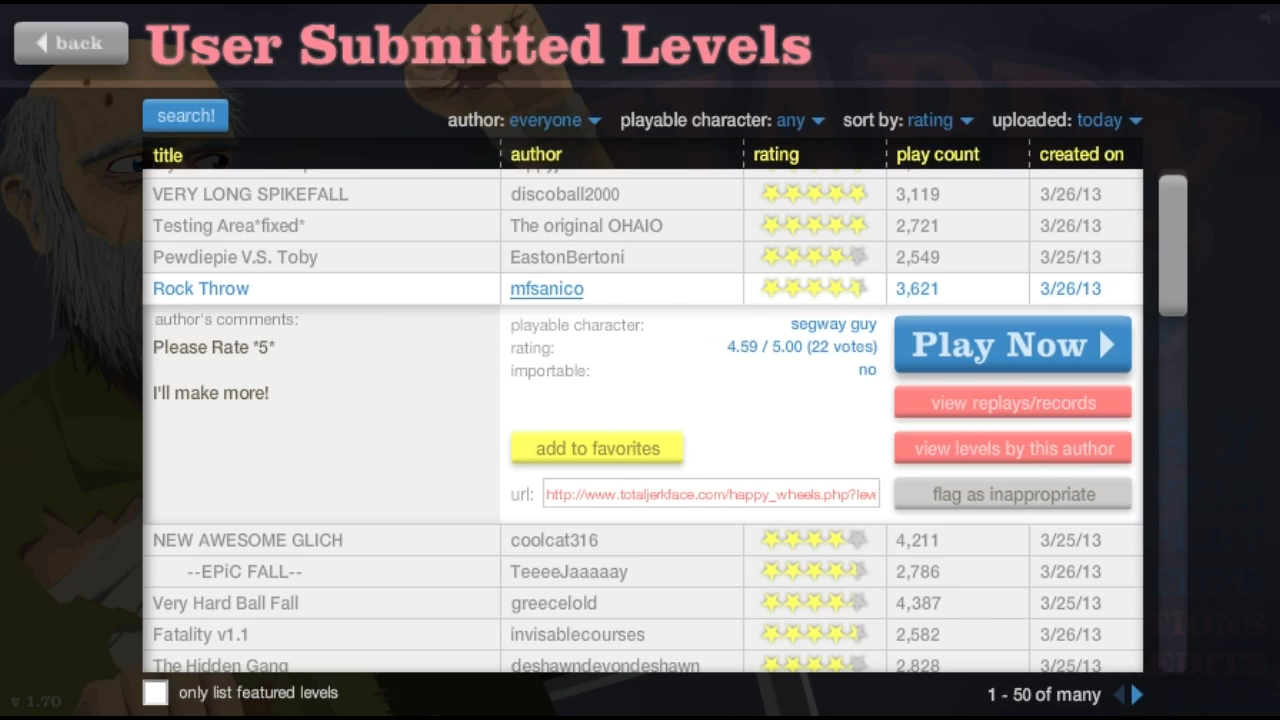 back
User Submitted Levels
search!
author: everyone playable character: any sort by: rating uploaded: today
title author rating play count created on
VERY LONG SPIKEFALL discoball2000 3,119 3/26/13
Testing Area*fixed* The original OHAIO 2,721 3/26/13
Pewdiepie V.S. Toby EastonBertoni 2,549 3/25/13
Rock Throw mfsanico 3,621 3/26/13
author's comments:
Please Rate *5*
I'll make more!
playable character: segway guy
rating: 4.59 / 5.00 (22 votes)
importable: no
add to favorites
url: http://www.totaljerkface.com/happy_wheels.php?leve
Play Now
view replays/records
view levels by this author
flag as inappropriate
NEW AWESOME GLICH coolcat316 4,211 3/25/13
--EPiC FALL-- TeeeeJaaaaay 2,786 3/26/13
Very Hard Ball Fall greecelold 4,387 3/25/13
Fatality v1.1 invisablecourses 2,582 3/26/13
The Hidden Gang deshawndevondeshawn 2,828 3/25/13
only list featured levels
1 - 50 of many
v 1.70